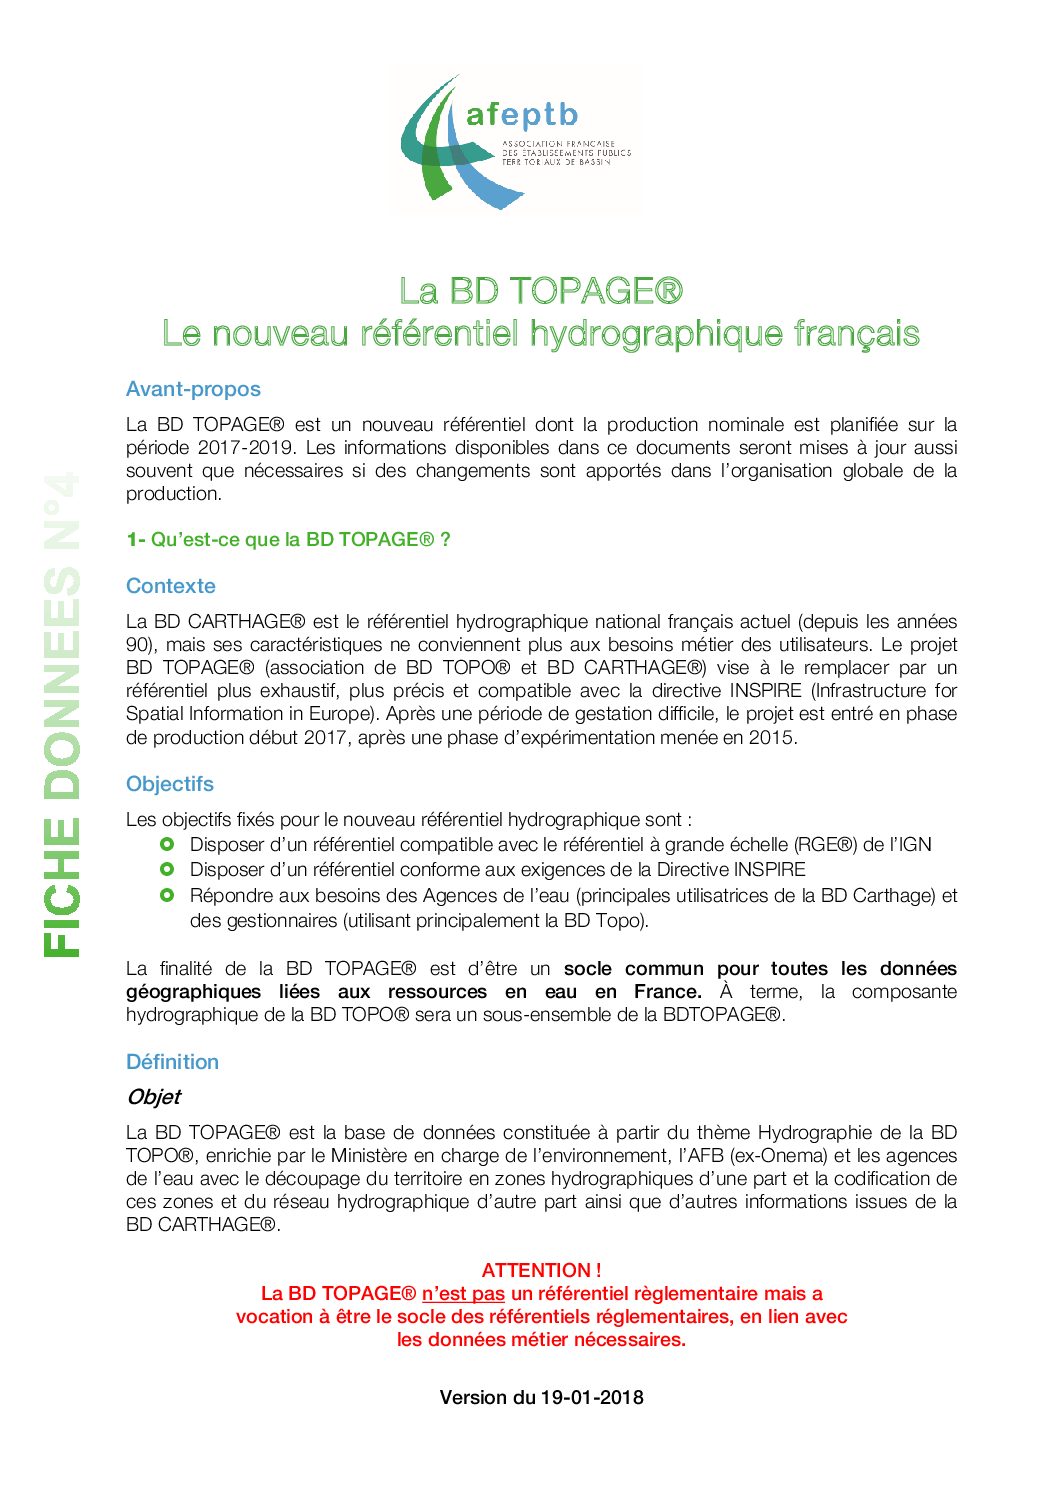 afeptb
ASSOCIATION FRANCAISE
DES ETABLISSEMENTS PUBLICS
TERRITORIAUX DE BASSIN
La BD TOPAGE®
Le nouveau référentiel hydrographique français
Avant-propos
La BD TOPAGE® est un nouveau référentiel dont la production nominale est planifiée sur la
période 2017-2019. Les informations disponibles dans ce documents seront mises à jour aussi
souvent que nécessaires si des changements sont apportés dans l'organisation globale de la
production.
1- Qu'est-ce que la BD TOPAGE® ?
Contexte
La BD CARTHAGE® est le référentiel hydrographique national français actuel (depuis les années
90), mais ses caractéristiques ne conviennent plus aux besoins métier des utilisateurs. Le projet
BD TOPAGE® (association de BD TOPO® et BD CARTHAGE®) vise à le remplacer par un
référentiel plus exhaustif, plus précis et compatible avec la directive INSPIRE (Infrastructure for
Spatial Information in Europe). Après une période de gestation difficile, le projet est entré en phase
de production début 2017, après une phase d'expérimentation menée en 2015.
Objectifs
Les objectifs fixés pour le nouveau référentiel hydrographique sont :
Disposer d'un référentiel compatible avec le référentiel à grande échelle (RGE®) de l'IGN
Disposer d'un référentiel conforme aux exigences de la Directive INSPIRE
Répondre aux besoins des Agences de l'eau (principales utilisatrices de la BD Carthage) et
des gestionnaires (utilisant principalement la BD Topo).
La finalité de la BD TOPAGE® est d'être un socle commun pour toutes les données
géographiques liées aux ressources en eau en France. À terme, la composante
hydrographique de la BD TOPO® sera un sous-ensemble de la BDTOPAGE®.
Définition
Objet
La BD TOPAGE® est la base de données constituée à partir du thème Hydrographie de la BD
TOPO®, enrichie par le Ministère en charge de l'environnement, l'AFB (ex-Onema) et les agences
de l'eau avec le découpage du territoire en zones hydrographiques d'une part et la codification de
ces zones et du réseau hydrographique d'autre part ainsi que d'autres informations issues de la
BD CARTHAGE®.
ATTENTION !
La BD TOPAGE® n'est pas un référentiel règlementaire mais a
vocation à être le socle des référentiels réglementaires, en lien avec
les données métier nécessaires.
Version du 19-01-2018
FICHE DONNEES N°4